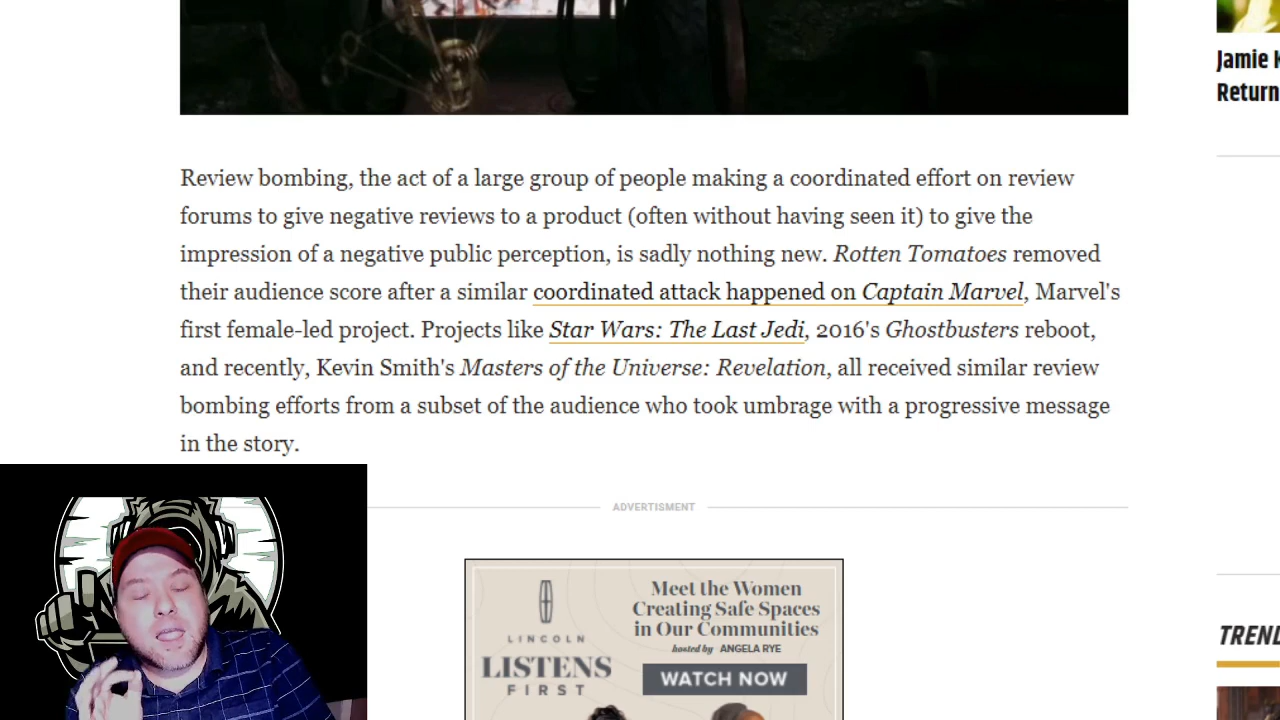 Jamie K
Return
Review bombing, the act of a large group of people making a coordinated effort on review
forums to give negative reviews to a product (often without having seen it) to give the
impression of a negative public perception, is sadly nothing new. Rotten Tomatoes removed
their audience score after a similar coordinated attack happened on Captain Marvel, Marvel's
first female-led project. Projects like Star Wars: The Last Jedi, 2016's Ghostbusters reboot,
and recently, Kevin Smith's Masters of the Universe: Revelation, all received similar review
bombing efforts from a subset of the audience who took umbrage with a progressive message
in the story.
ADVERTISMENT
LINCOLN
LISTENS
FIRST
Meet the Women
Creating Safe Spaces
in Our Communities
hosted by ANGELA RYE
WATCH NOW
TREND